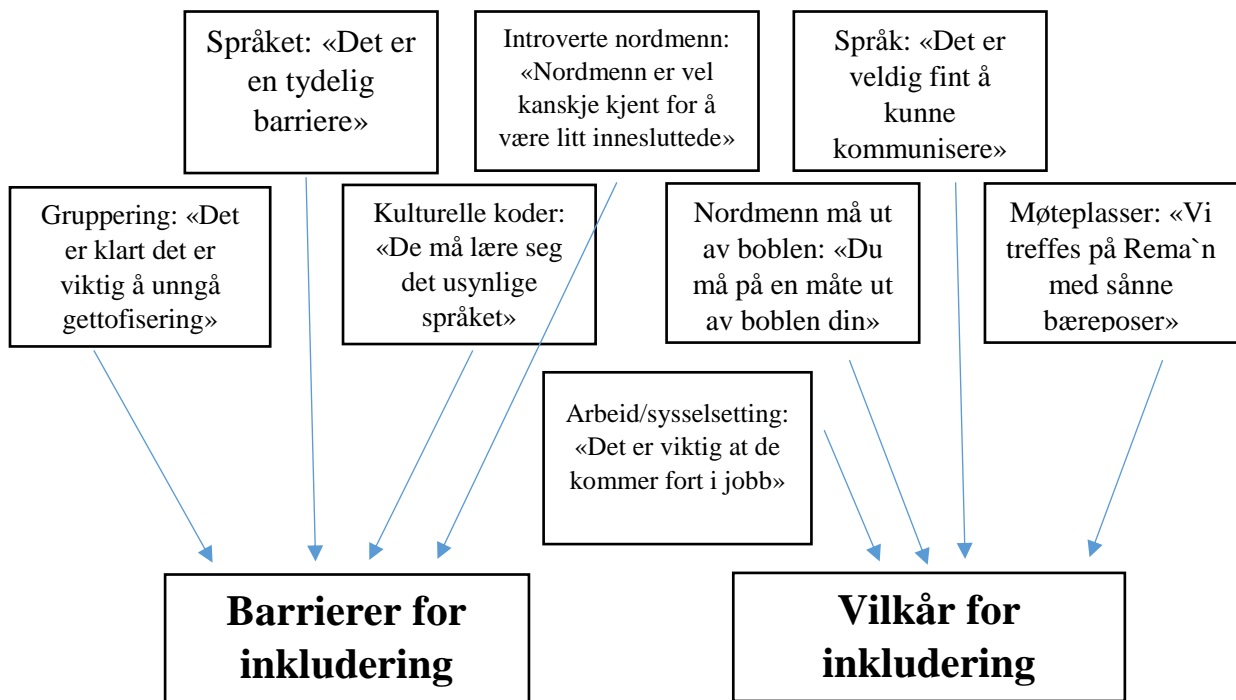 Språket: «Det er
en tydelig
barriere»
Introverte nordmenn:
«Nordmenn er vel
kanskje kjent for å
være litt innesluttede»
Språk: «Det er
veldig fint å
kunne
kommunisere»
Gruppering: «Det
er klart det er
viktig å unngå
gettofisering»
Kulturelle koder:
«De må lære seg
det usynlige
språket»
Nordmenn må ut
av boblen: «Du
må på en måte ut
av boblen din»
Møteplasser: «Vi
treffes på Rema`n
med sånne
bæreposer»
Arbeid/sysselsetting:
«Det er viktig at de
kommer fort i jobb»
Barrierer for
inkludering
Vilkår for
inkludering